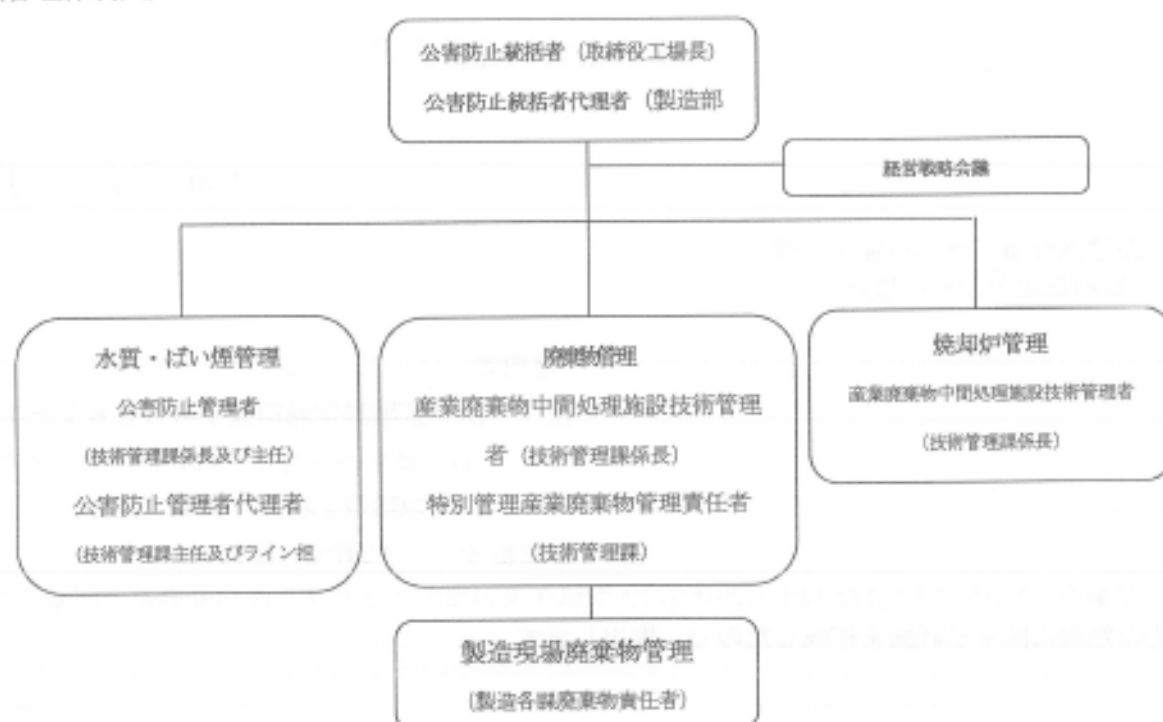 公害防止統括者（取締役工場長）
公害防止統括者代理者（製造部
経営戦略会議
水質・ばい煙管理
公害防止管理者
（技術管理課係長及び主任）
公害防止管理者代理者
（技術管理課主任及びライン担
廃棄物管理
産業廃棄物中間処理施設技術管理
者（技術管理課係長）
特別管理産業廃棄物管理責任者
（技術管理課）
焼却炉管理
産業廃棄物中間処理施設技術管理者
（技術管理課係長）
製造現場廃棄物管理
（製造各課廃棄物責任者）